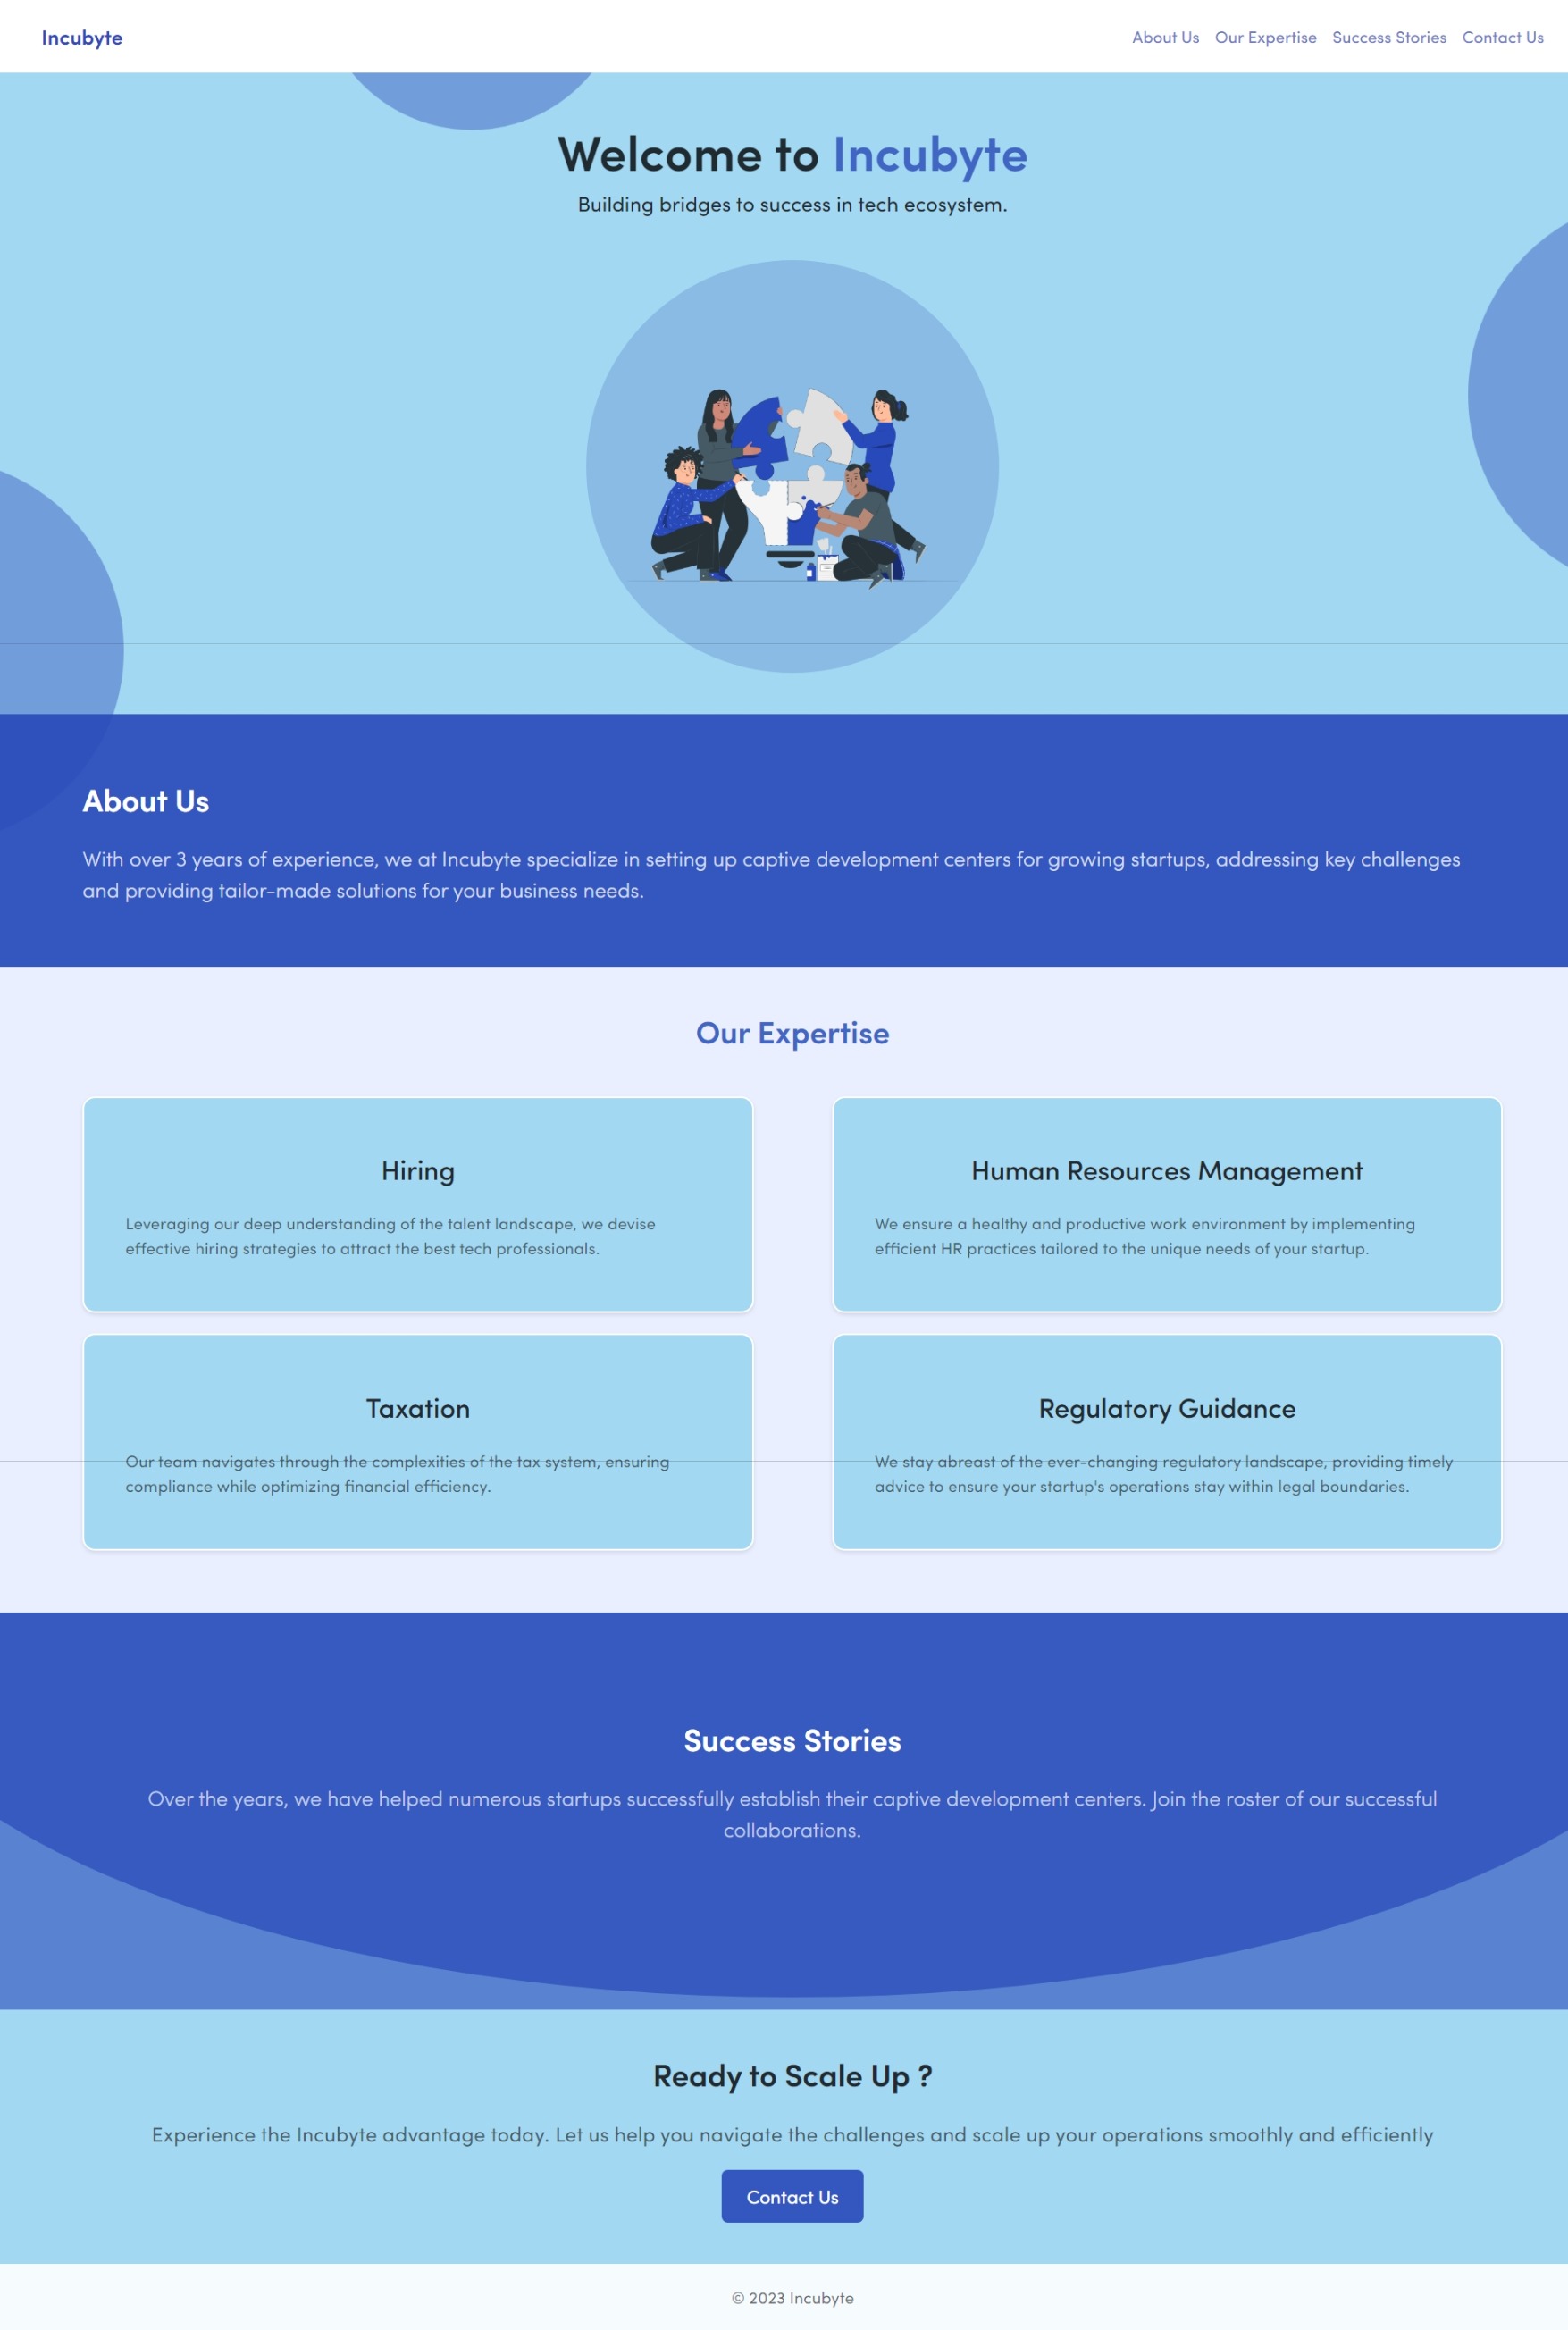 Incubyte
About Us Our Expertise Success Stories Contact Us
Welcome to Incubyte
Building bridges to success in tech ecosystem.
About Us
With over 3 years of experience, we at Incubyte specialize in setting up captive development centers for growing startups, addressing key challenges
and providing tailor-made solutions for your business needs.
Our Expertise
Hiring
Leveraging our deep understanding of the talent landscape, we devise
effective hiring strategies to attract the best tech professionals.
Human Resources Management
We ensure a healthy and productive work environment by implementing
efficient HR practices tailored to the unique needs of your startup.
Taxation
Our team navigates through the complexities of the tax system, ensuring
compliance while optimizing financial efficiency.
Regulatory Guidance
We stay abreast of the ever-changing regulatory landscape, providing timely
advice to ensure your startup's operations stay within legal boundaries.
Success Stories
Over the years, we have helped numerous startups successfully establish their captive development centers. Join the roster of our successful
collaborations.
Ready to Scale Up ?
Experience the Incubyte advantage today. Let us help you navigate the challenges and scale up your operations smoothly and efficiently
Contact Us
© 2023 Incubyte